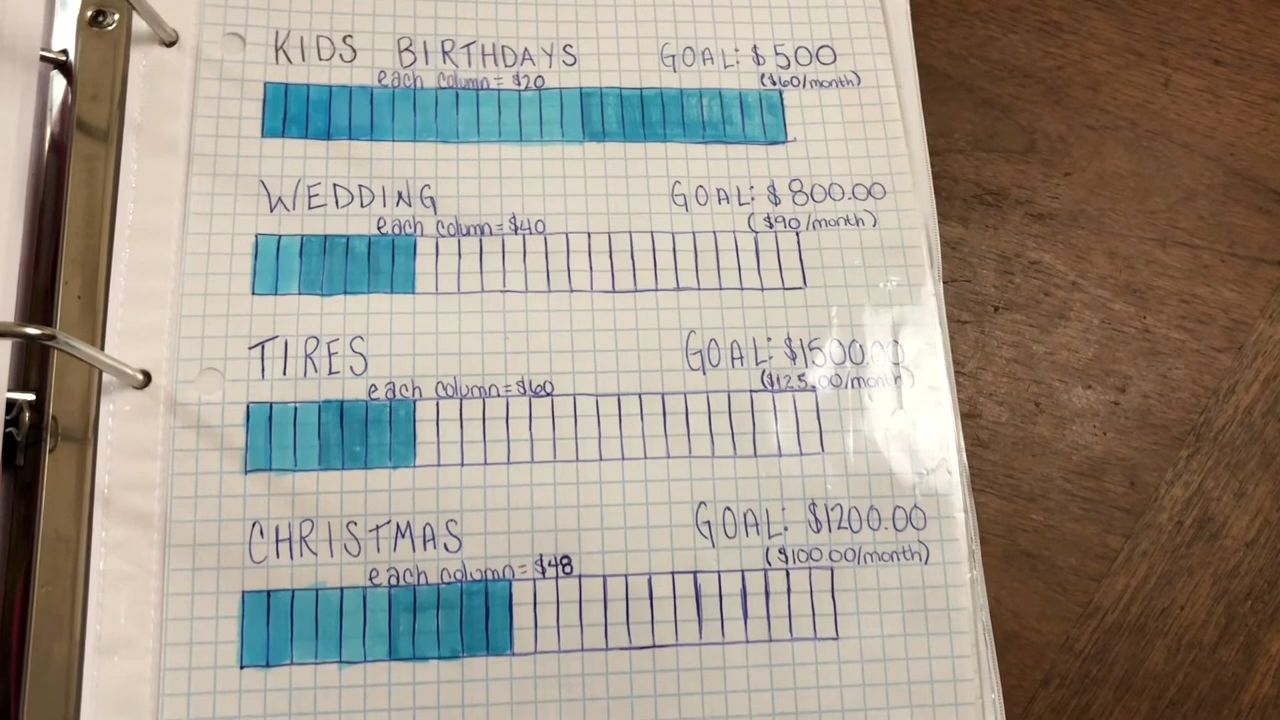 KIDS BIRTHDAYS GOAL: $500
each column = $20 ($60/month)
WEDDING GOAL: $800.00
each column = $40 ($90/month)
TIRES GOAL: $1500.00
each column = $60 ($125.00/month)
CHRISTMAS GOAL: $1200.00
each column = $48 ($100.00/month)